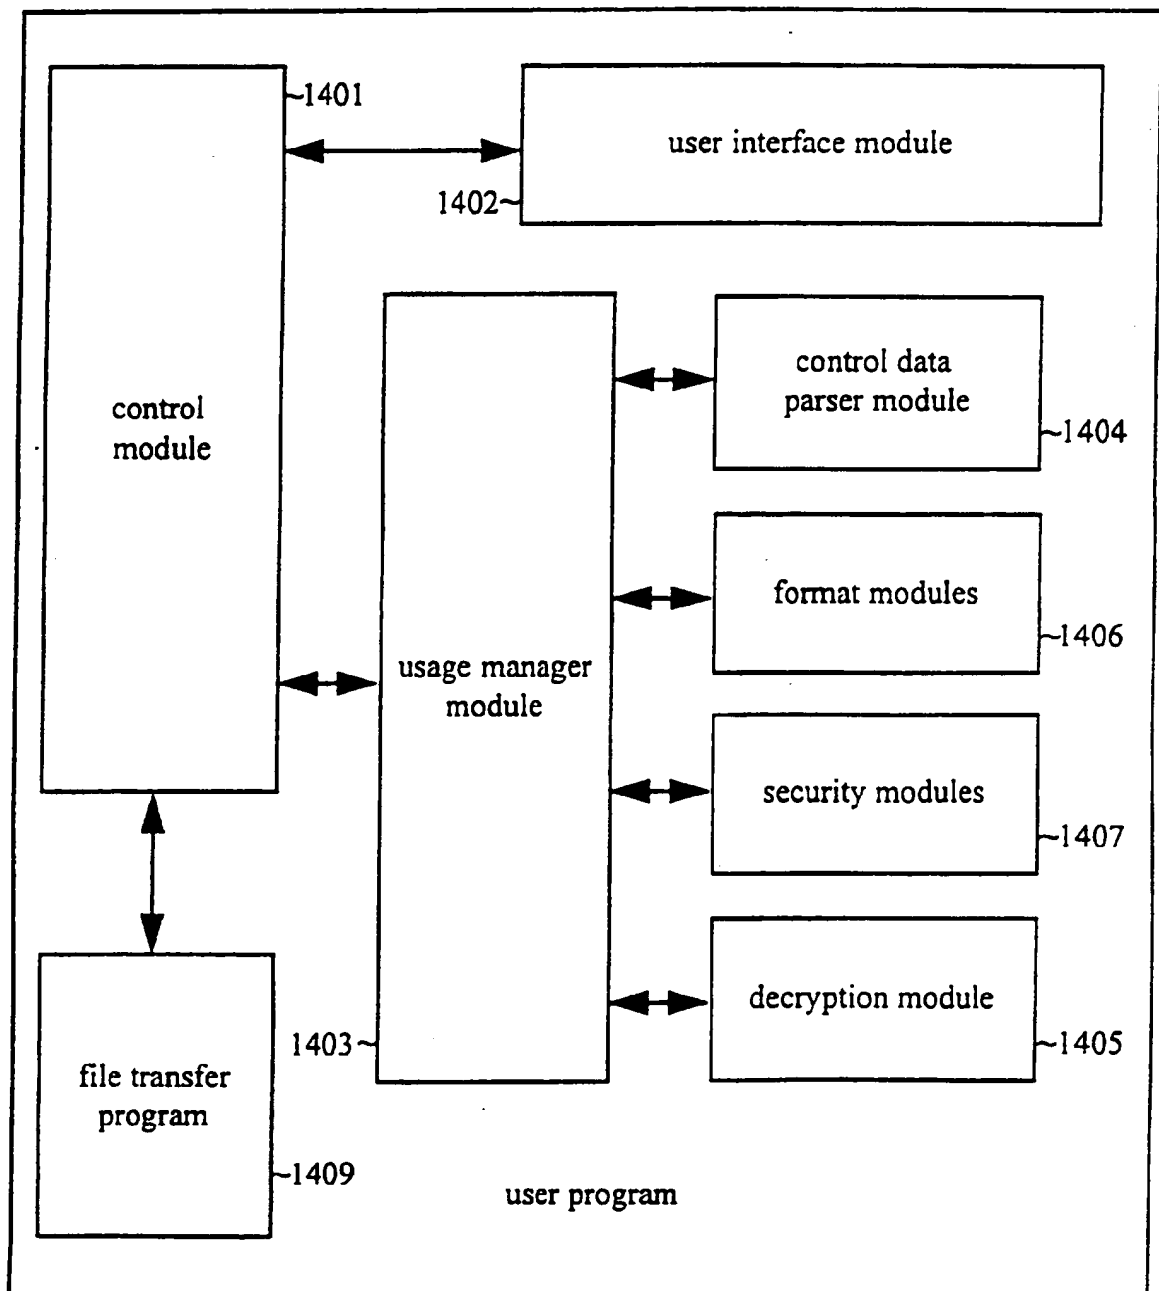 1401
user interface module
1402
control data
parser module
1404
control
module
format modules
1406
usage manager
module
security modules
1407
decryption module
1403
1405
file transfer
program
1409
user program